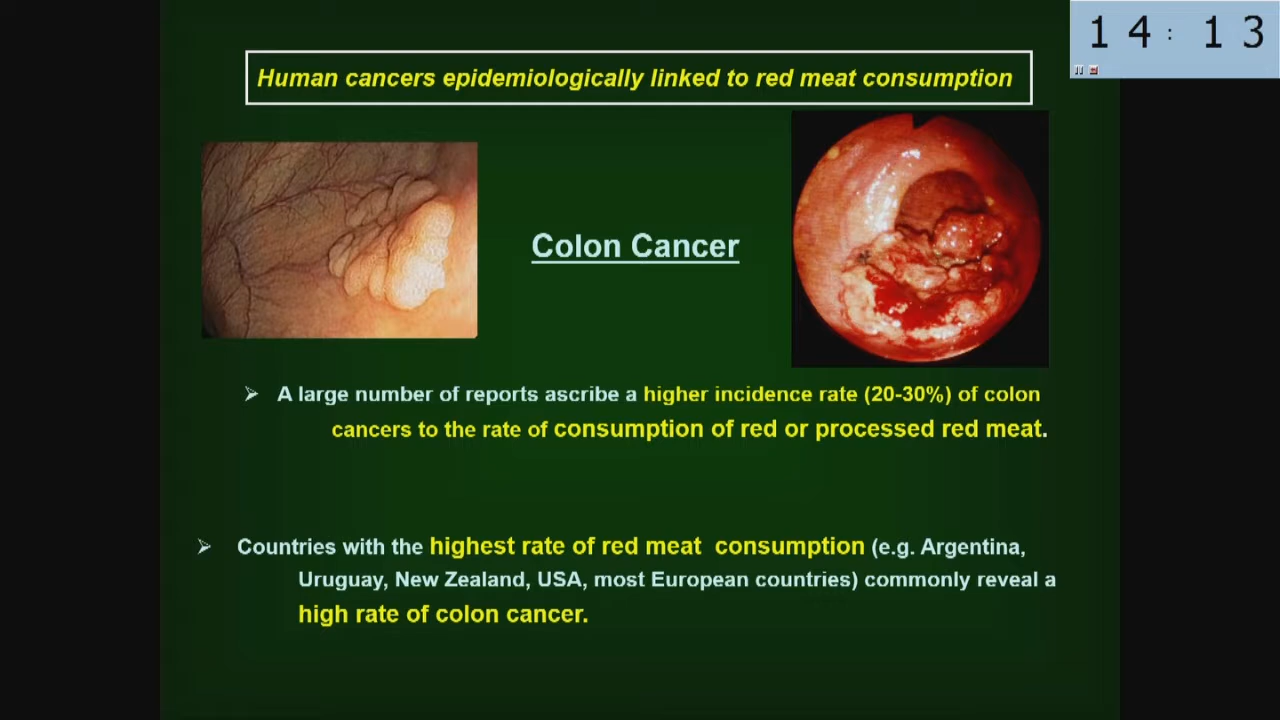 14:13
Human cancers epidemiologically linked to red meat consumption
Colon Cancer
A large number of reports ascribe a higher incidence rate (20-30%) of colon
cancers to the rate of consumption of red or processed red meat.
Countries with the highest rate of red meat consumption (e.g. Argentina,
Uruguay, New Zealand, USA, most European countries) commonly reveal a
high rate of colon cancer.